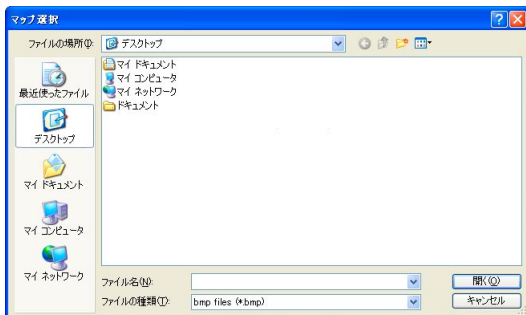 マップ選択
ファイルの場所(I):
デスクトップ
最近使ったファイル
デスクトップ
マイ ドキュメント
マイ コンピュータ
マイ ネットワーク
マイ ドキュメント
マイ コンピュータ
マイ ネットワーク
ドキュメント
ファイル名(N):
開く(O)
ファイルの種類(T):
bmp files (*.bmp)
キャンセル